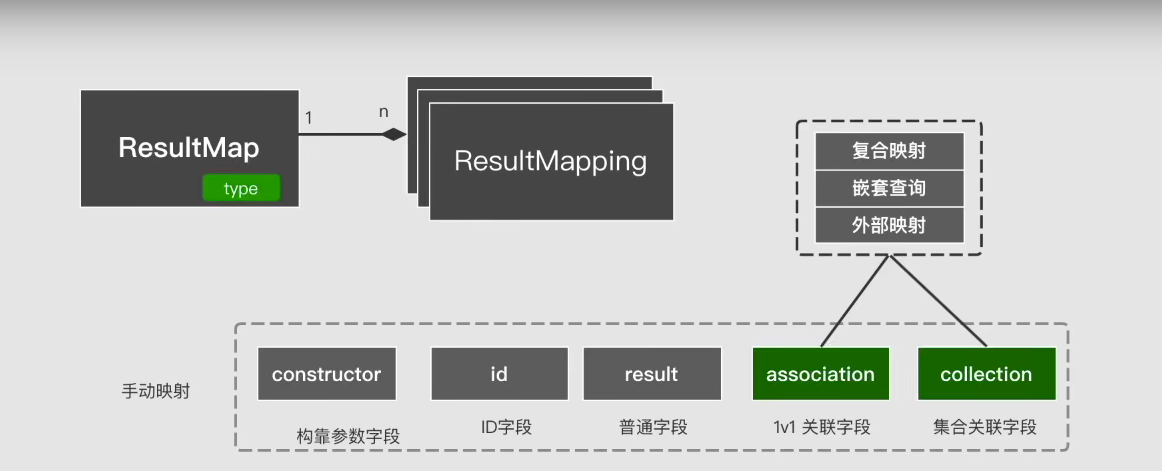 ResultMap
type
1
n
ResultMapping
复合映射
嵌套查询
外部映射
手动映射
constructor
id
result
association
collection
构靠参数字段
ID字段
普通字段
1v1 关联字段
集合关联字段